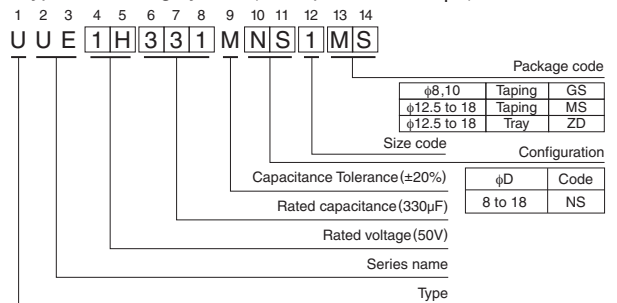 1 2 3 4 5 6 7 8 9 10 11 12 13 14
U U E 1 H 3 3 1 M N S 1 M S
Package code
ϕ8,10 Taping GS
ϕ12.5 to 18 Taping MS
ϕ12.5 to 18 Tray ZD
Size code
Configuration
ϕD Code
8 to 18 NS
Capacitance Tolerance (±20%)
Rated capacitance (330µF)
Rated voltage (50V)
Series name
Type